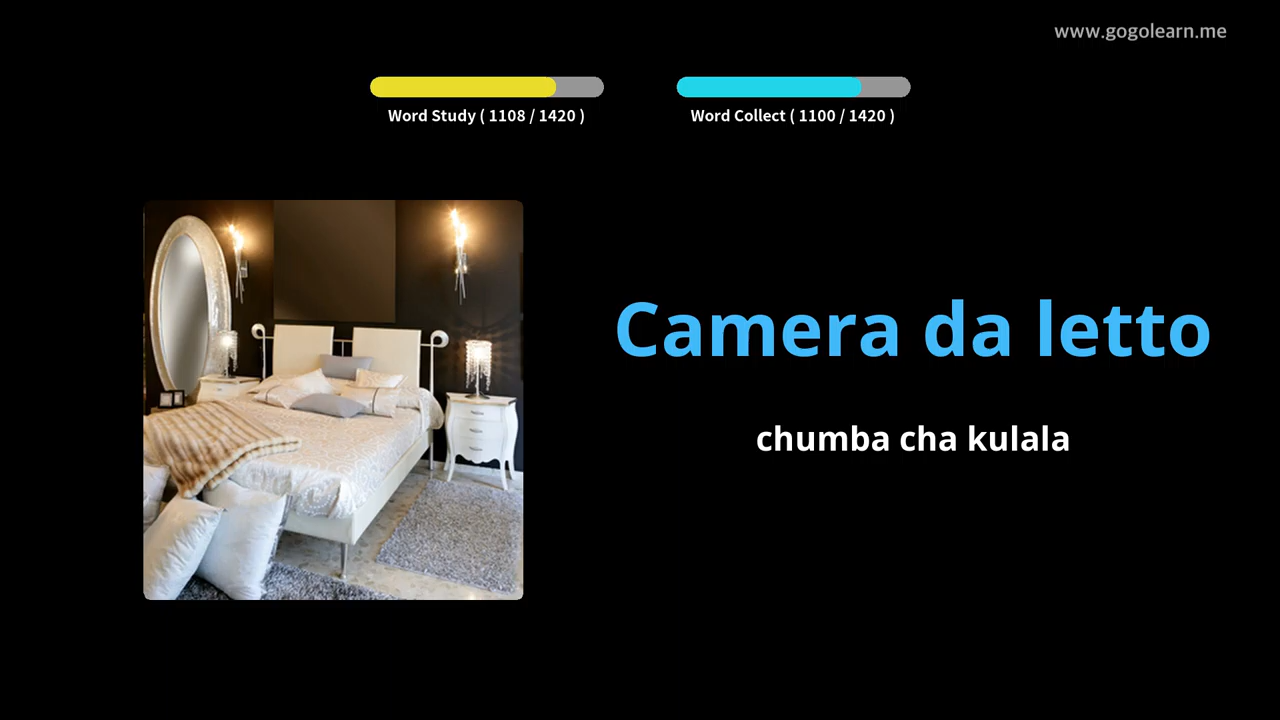 www.gogolearn.me
Word Study ( 1108 / 1420 )
Word Collect ( 1100 / 1420 )
Camera da letto
chumba cha kulala